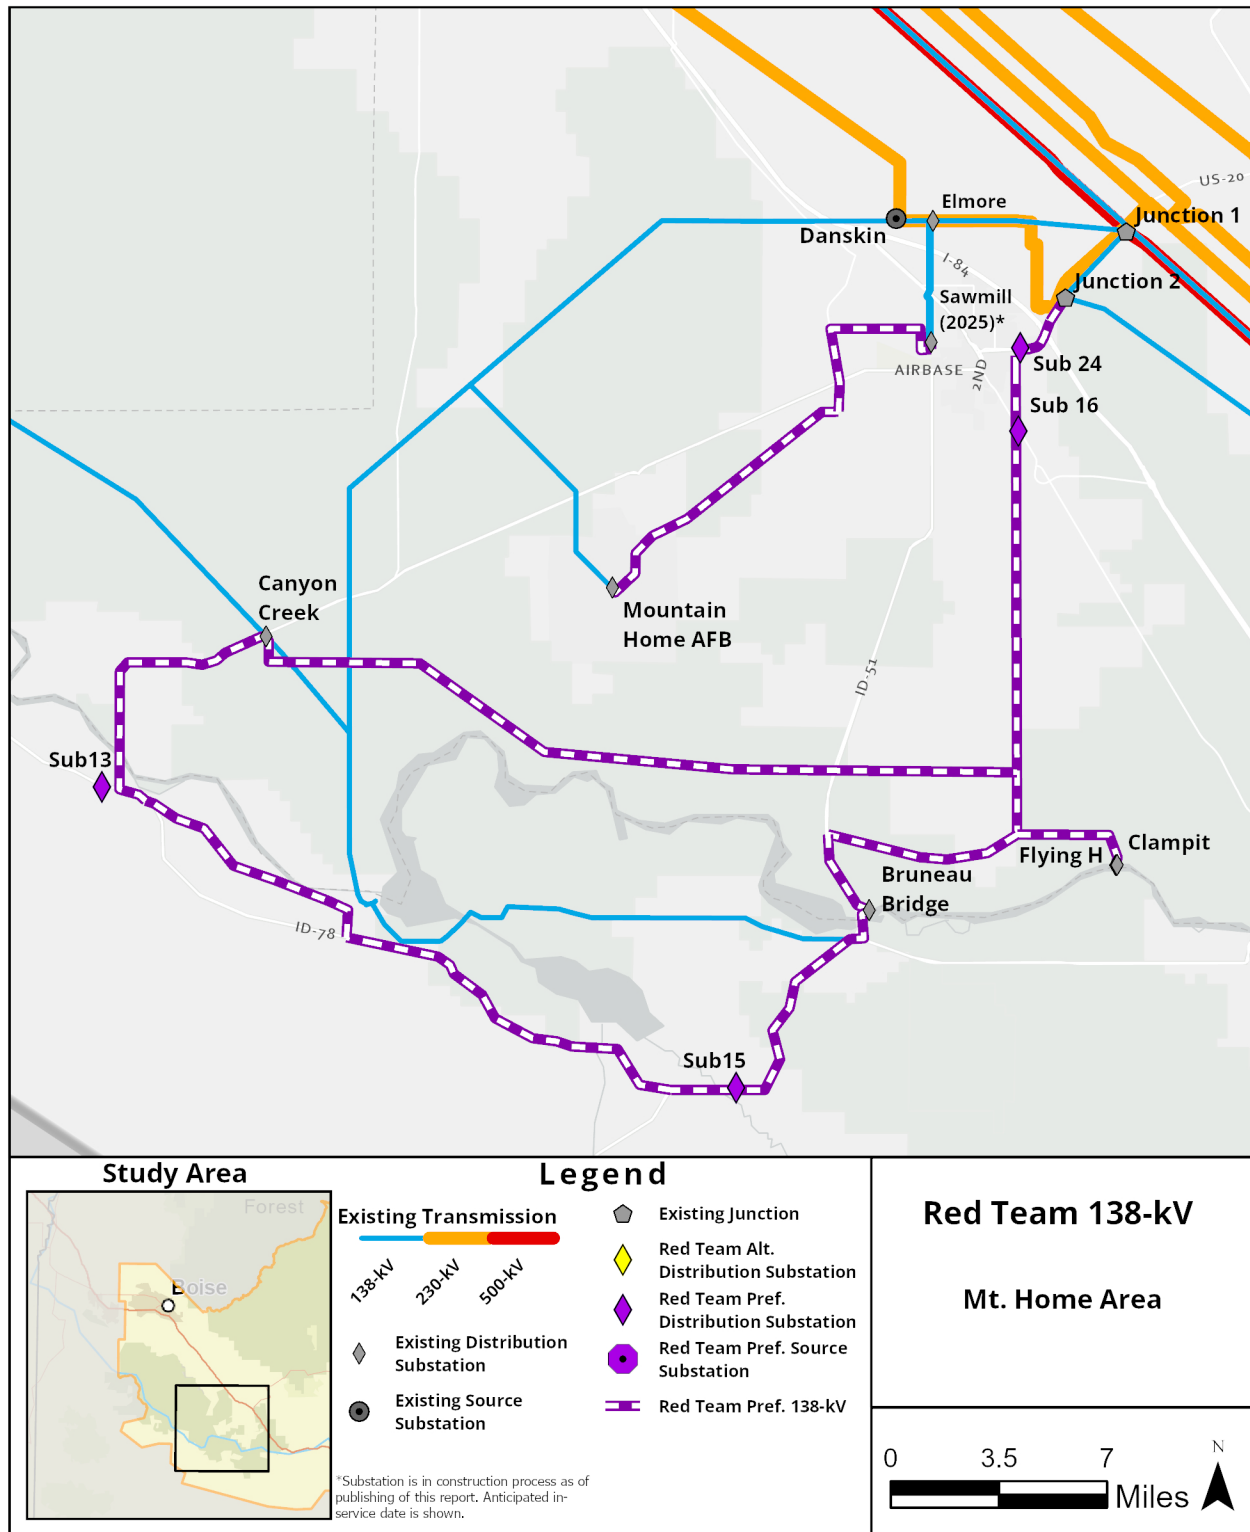 US-20
Elmore
Junction 1
Danskin
I-84
Junction 2
Sawmill
(2025)*
AIRBASE
2ND
Sub 24
Sub 16
Canyon
Creek
Mountain
Home AFB
ID-51
Sub13
Flying H
Clampit
Bruneau
Bridge
ID-78
Sub15
Study Area
Forest
Boise
Legend
Existing Transmission
138-kV
230-kV
500-kV
Existing Distribution
Substation
Existing Source
Substation
*Substation is in construction process as of
publishing of this report. Anticipated in-
service date is shown.
Existing Junction
Red Team Alt.
Distribution Substation
Red Team Pref.
Distribution Substation
Red Team Pref. Source
Substation
Red Team Pref. 138-kV
Red Team 138-kV
Mt. Home Area
0 3.5 7
Miles
N